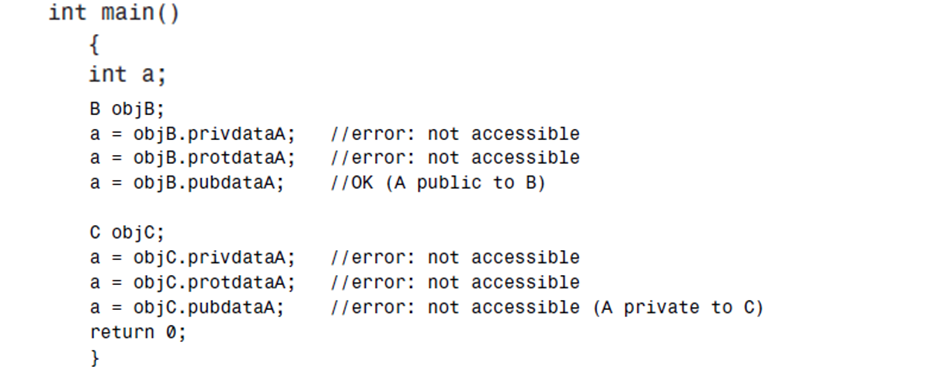 int main()
{
int a;
B objB;
a = objB.privdataA; //error: not accessible
a = objB.protdataA; //error: not accessible
a = objB.pubdataA; //OK (A public to B)
C objC;
a = objC.privdataA; //error: not accessible
a = objC.protdataA; //error: not accessible
a = objC.pubdataA; //error: not accessible (A private to C)
return 0;
}